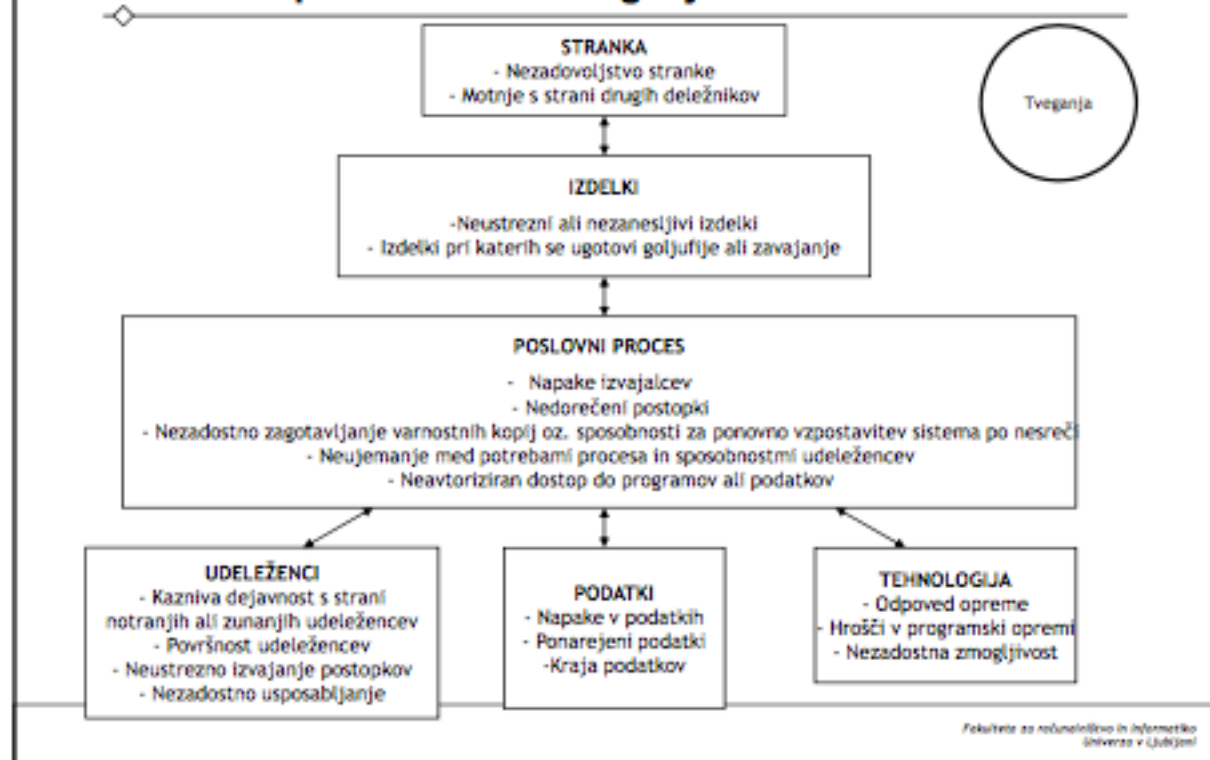 STRANKA
- Nezadovoljstvo stranke
- Motnje s strani drugih deležnikov
Tveganja
IZDELKI
-Neustrezni ali nezanesljivi izdelki
- Izdelki pri katerih se ugotovi goljufije ali zavajanje
POSLOVNI PROCES
- Napake izvajalcev
- Nedorečeni postopki
- Nezadostno zagotavljanje varnostnih kopij oz. sposobnosti za ponovno vzpostavitev sistema po nesreči
- Neujemanje med potrebami procesa in sposobnostmi udeležencev
- Neavtoriziran dostop do programov ali podatkov
UDELEŽENCI
- Kazniva dejavnost s strani
notranjih ali zunanjih udeležencev
- Površnost udeležencev
- Neustrezno izvajanje postopkov
- Nezadostno usposabljanje
PODATKI
- Napake v podatkih
- Ponarejeni podatki
-Kraja podatkov
TEHNOLOGIJA
- Odpoved opreme
- Hrošči v programski opremi
- Nezadostna zmogljivost
Fakulteta za računalništvo in informatiko
Univerza v Ljubljani